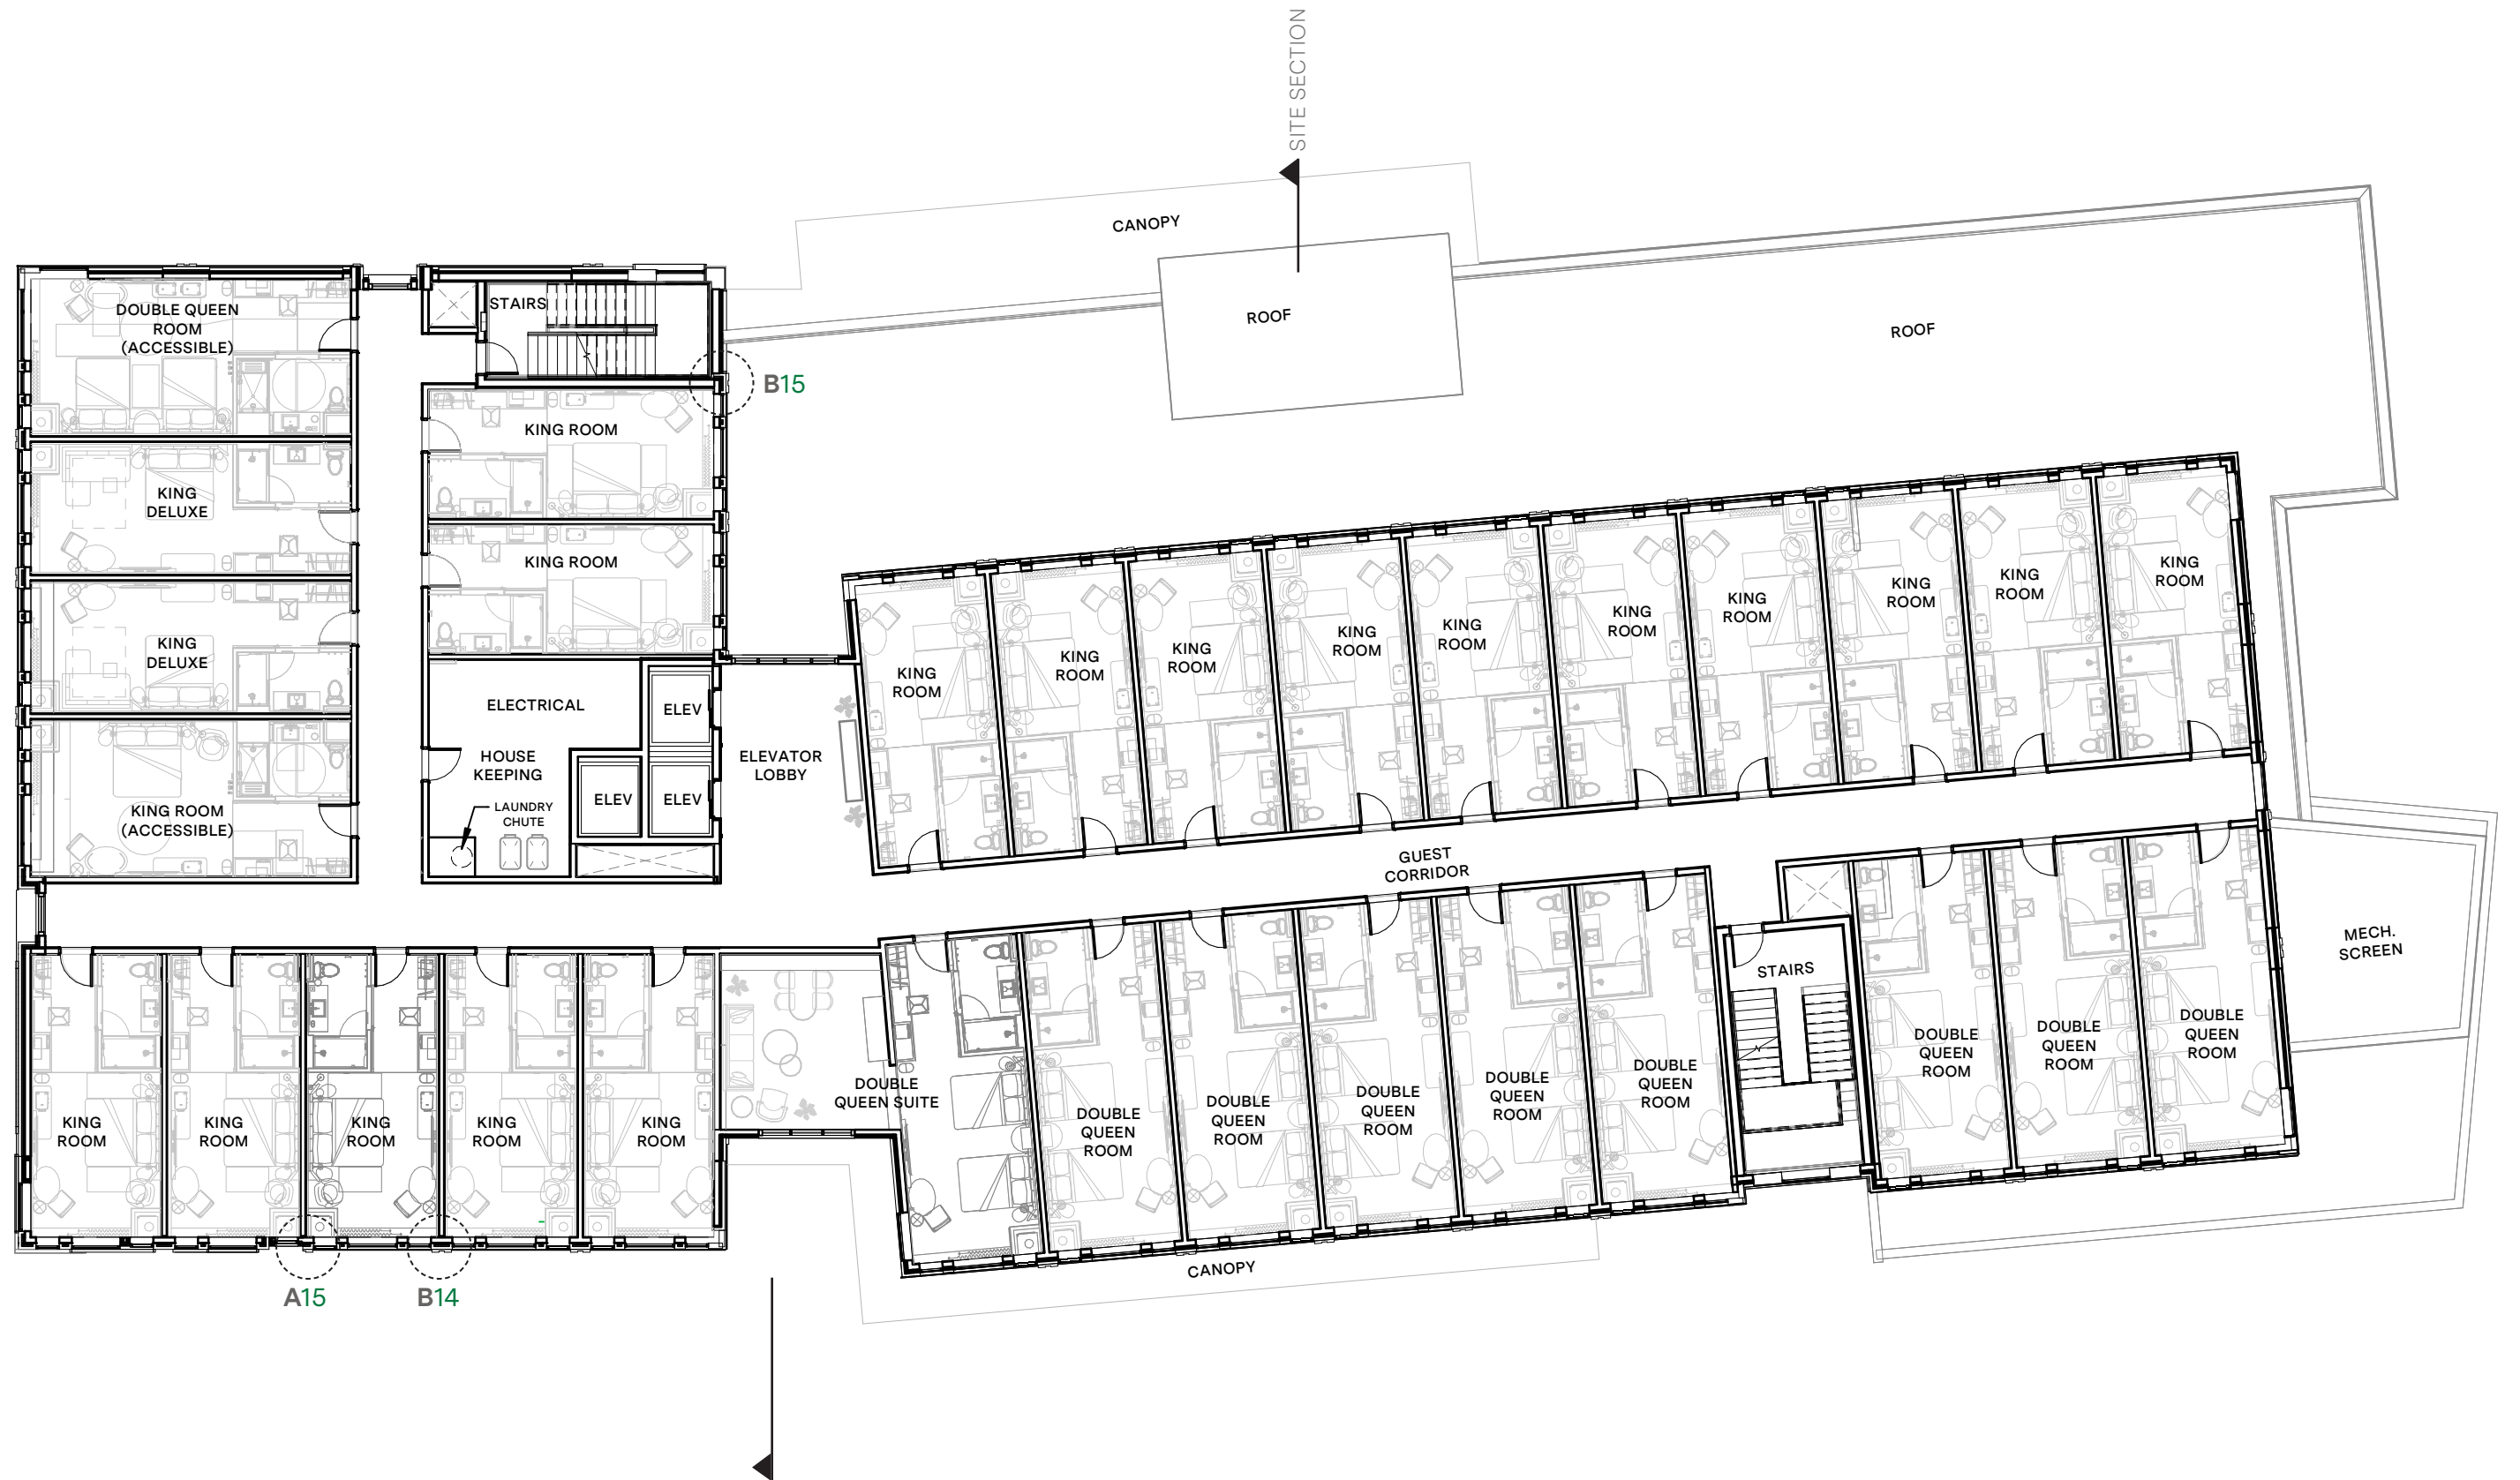 SITE SECTION
CANOPY
ROOF
ROOF
DOUBLE QUEEN
ROOM
(ACCESSIBLE)
STAIRS
B15
KING ROOM
KING
DELUXE
KING ROOM
KING
DELUXE
KING ROOM
(ACCESSIBLE)
ELECTRICAL
HOUSE
KEEPING
LAUNDRY
CHUTE
ELEV
ELEV
ELEV
ELEVATOR
LOBBY
KING
ROOM
KING
ROOM
KING
ROOM
KING
ROOM
KING
ROOM
KING
ROOM
KING
ROOM
KING
ROOM
KING
ROOM
KING
ROOM
GUEST
CORRIDOR
KING
ROOM
KING
ROOM
KING
ROOM
KING
ROOM
KING
ROOM
DOUBLE
QUEEN SUITE
DOUBLE
QUEEN
ROOM
DOUBLE
QUEEN
ROOM
DOUBLE
QUEEN
ROOM
DOUBLE
QUEEN
ROOM
DOUBLE
QUEEN
ROOM
STAIRS
DOUBLE
QUEEN
ROOM
DOUBLE
QUEEN
ROOM
DOUBLE
QUEEN
ROOM
MECH.
SCREEN
CANOPY
A15
B14